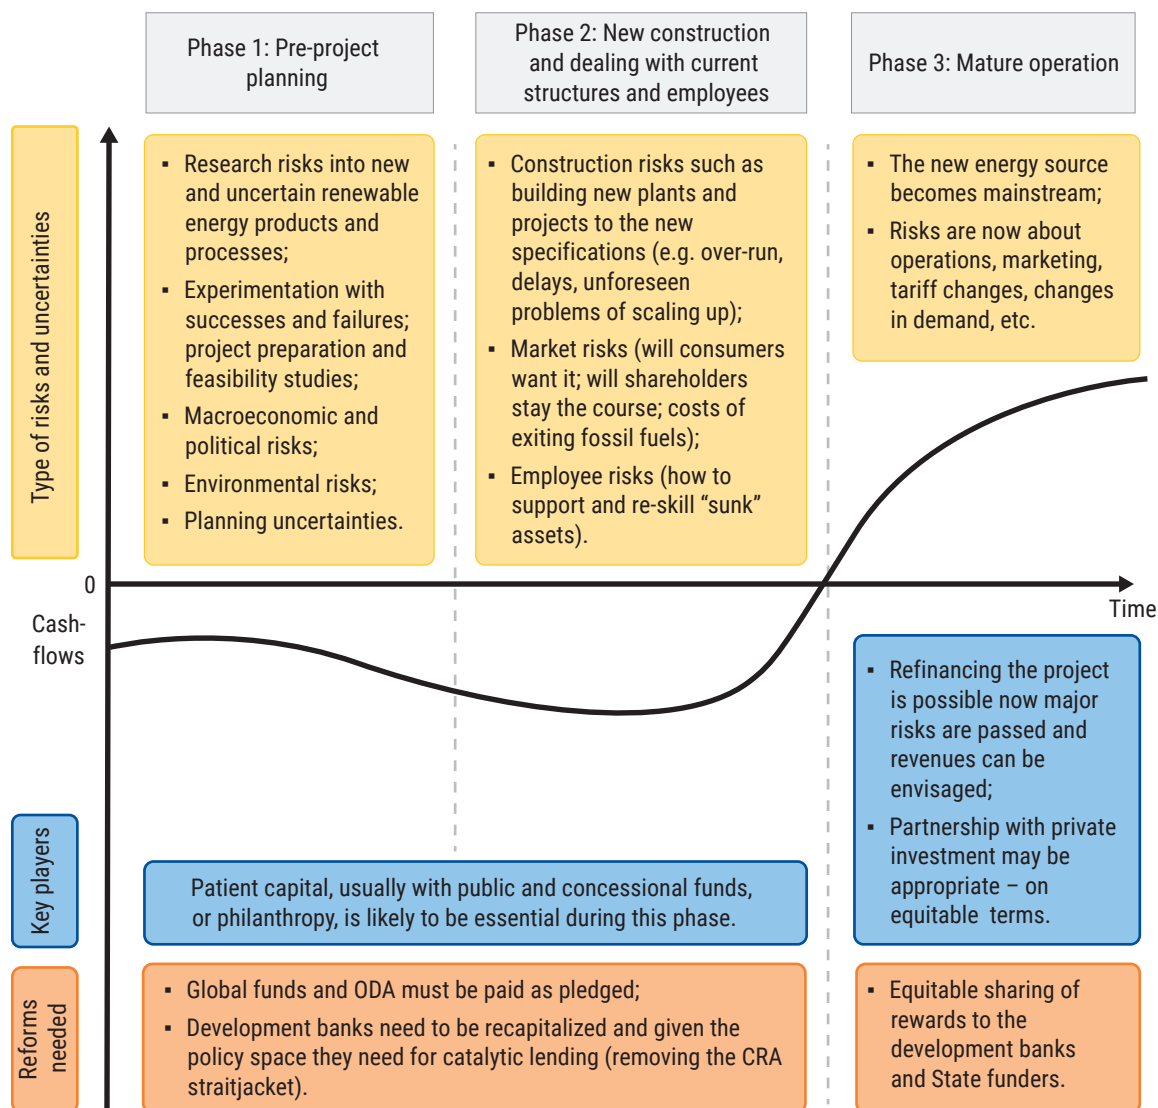 Phase 1: Pre-project
planning
Phase 2: New construction
and dealing with current
structures and employees
Phase 3: Mature operation
Type of risks and uncertainties
▪ Research risks into new
and uncertain renewable
energy products and
processes;
▪ Experimentation with
successes and failures;
project preparation and
feasibility studies;
▪ Macroeconomic and
political risks;
▪ Environmental risks;
▪ Planning uncertainties.
▪ Construction risks such as
building new plants and
projects to the new
specifications (e.g. over-run,
delays, unforeseen
problems of scaling up);
▪ Market risks (will consumers
want it; will shareholders
stay the course; costs of
exiting fossil fuels);
▪ Employee risks (how to
support and re-skill “sunk”
assets).
▪ The new energy source
becomes mainstream;
▪ Risks are now about
operations, marketing,
tariff changes, changes
in demand, etc.
0
Time
Cash-
flows
Key players
Patient capital, usually with public and concessional funds,
or philanthropy, is likely to be essential during this phase.
▪ Refinancing the project
is possible now major
risks are passed and
revenues can be
envisaged;
▪ Partnership with private
investment may be
appropriate – on
equitable terms.
Reforms
needed
▪ Global funds and ODA must be paid as pledged;
▪ Development banks need to be recapitalized and given the
policy space they need for catalytic lending (removing the CRA
straitjacket).
▪ Equitable sharing of
rewards to the
development banks
and State funders.